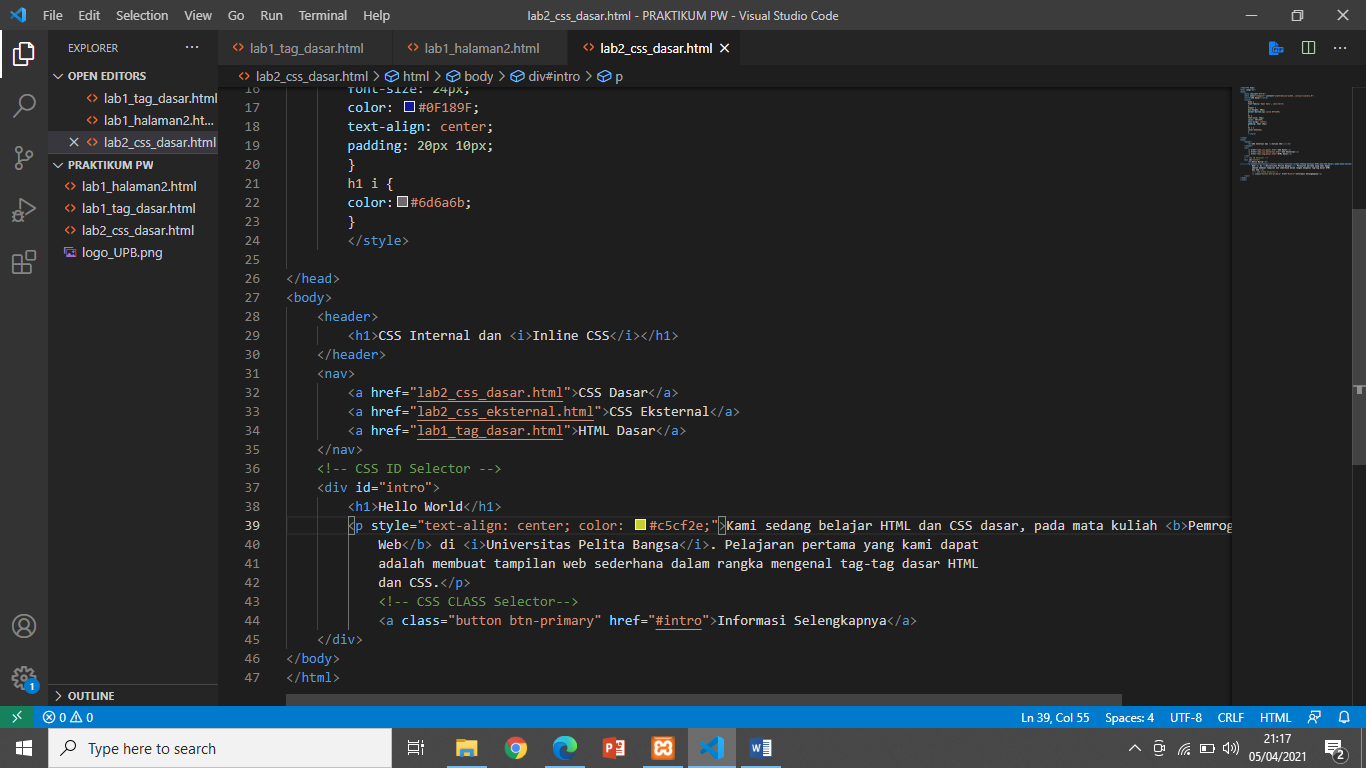 File Edit Selection View Go Run Terminal Help
lab2_css_dasar.html - PRAKTIKUM PW - Visual Studio Code
EXPLORER
OPEN EDITORS
lab1_tag_dasar.html
lab1_halaman2.ht...
lab2_css_dasar.html
PRAKTIKUM PW
lab1_halaman2.html
lab1_tag_dasar.html
lab2_css_dasar.html
logo_UPB.png
OUTLINE
1
lab1_tag_dasar.html lab1_halaman2.html lab2_css_dasar.html
lab2_css_dasar.html > html > body > div#intro > p
16 font-size: 24px;
17 color: #0F189F;
18 text-align: center;
19 padding: 20px 10px;
20 }
21 h1 i {
22 color: #6d6a6b;
23 }
24 </style>
25
26 </head>
27 <body>
28 <header>
29 <h1>CSS Internal dan <i>Inline CSS</i></h1>
30 </header>
31 <nav>
32 <a href="lab2_css_dasar.html">CSS Dasar</a>
33 <a href="lab2_css_eksternal.html">CSS Eksternal</a>
34 <a href="lab1_tag_dasar.html">HTML Dasar</a>
35 </nav>
36 <!-- CSS ID Selector -->
37 <div id="intro">
38 <h1>Hello World</h1>
39 <p style="text-align: center; color: #c5cf2e;">Kami sedang belajar HTML dan CSS dasar, pada mata kuliah <b>Pemrog
40 Web</b> di <i>Universitas Pelita Bangsa</i>. Pelajaran pertama yang kami dapat
41 adalah membuat tampilan web sederhana dalam rangka mengenal tag-tag dasar HTML
42 dan CSS.</p>
43 <!-- CSS CLASS Selector-->
44 <a class="button btn-primary" href="#intro">Informasi Selengkapnya</a>
45 </div>
46 </body>
47 </html>
0 0
Ln 39, Col 55 Spaces: 4 UTF-8 CRLF HTML
Type here to search
21:17
05/04/2021
2